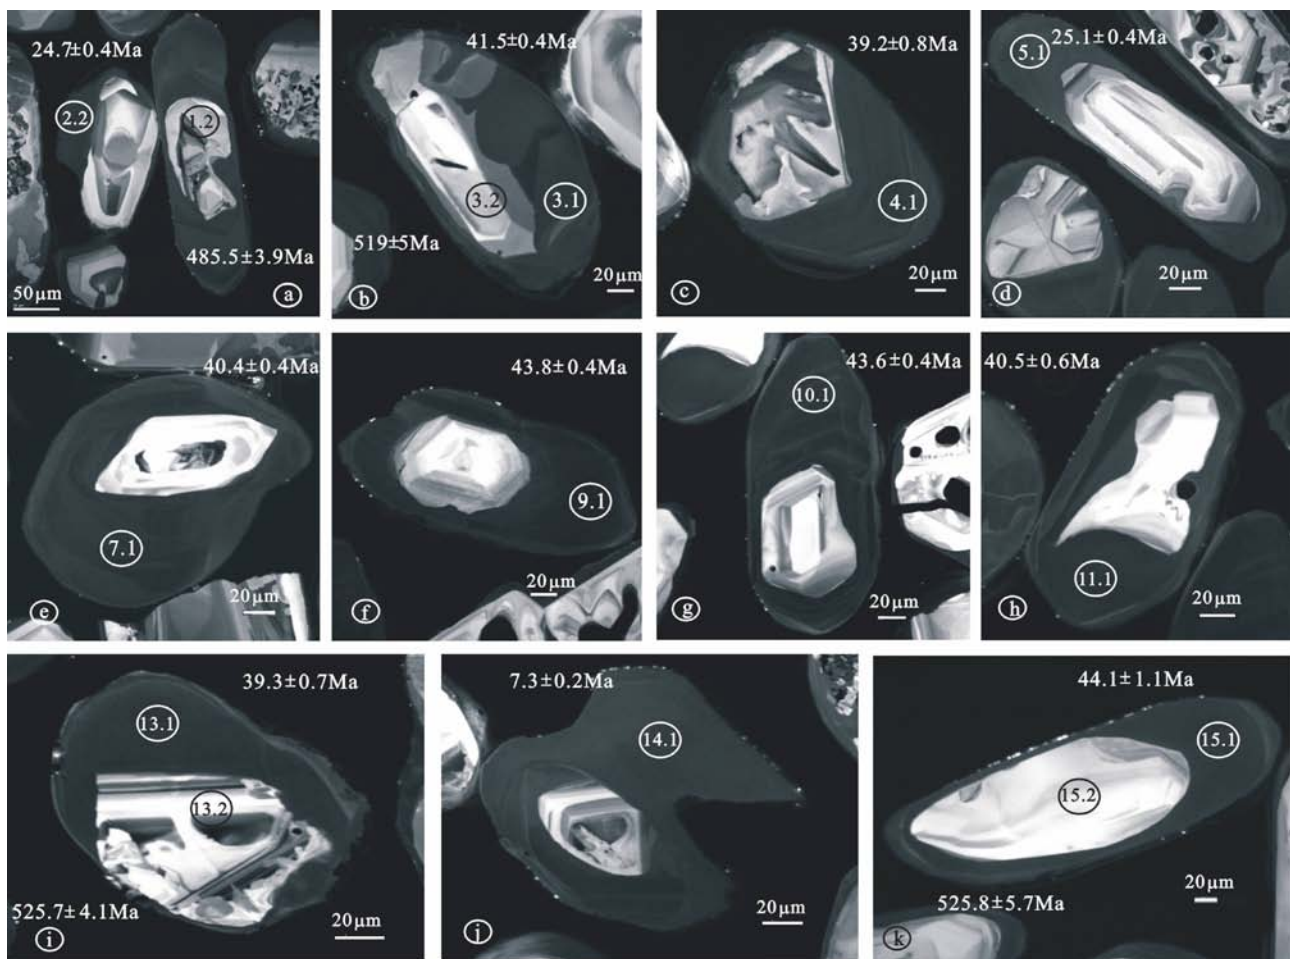 24.7±0.4Ma
2.2
1.2
485.5±3.9Ma
50μm
a
41.5±0.4Ma
3.2
3.1
519±5Ma
20μm
b
39.2±0.8Ma
4.1
20μm
c
5.1
25.1±0.4Ma
20μm
d
40.4±0.4Ma
7.1
20μm
e
43.8±0.4Ma
9.1
20μm
f
43.6±0.4Ma
10.1
20μm
g
40.5±0.6Ma
11.1
20μm
h
39.3±0.7Ma
13.1
13.2
525.7±4.1Ma
20μm
i
7.3±0.2Ma
14.1
20μm
j
44.1±1.1Ma
15.1
15.2
20μm
525.8±5.7Ma
k